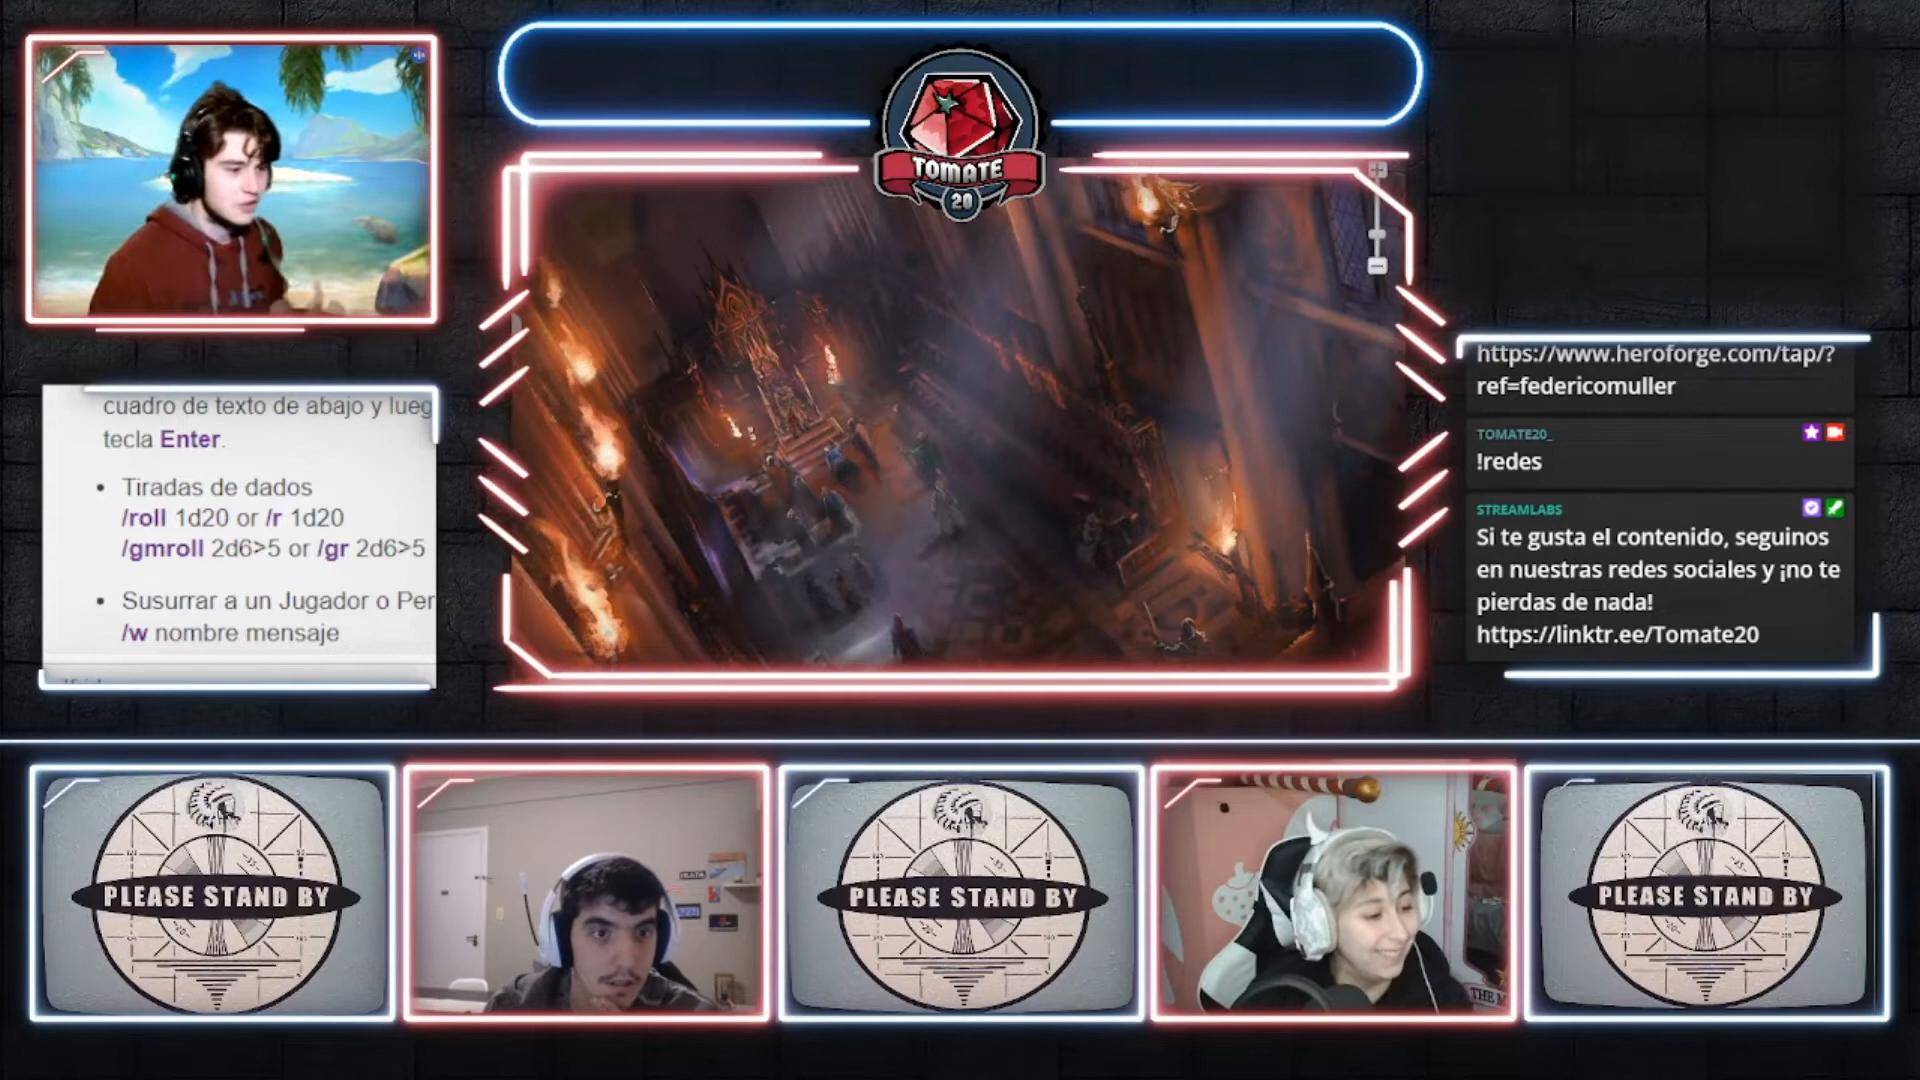 TOMATE
20
cuadro de texto de abajo y lueg
tecla Enter.
• Tiradas de dados
/roll 1d20 or /r 1d20
/gmroll 2d6>5 or /gr 2d6>5
• Susurrar a un Jugador o Per
/w nombre mensaje
https://www.heroforge.com/tap/?
ref=federicomuller
TOMATE20_
!redes
STREAMLABS
Si te gusta el contenido, seguinos
en nuestras redes sociales y ¡no te
pierdas de nada!
https://linktr.ee/Tomate20
PLEASE STAND BY
PLEASE STAND BY
PLEASE STAND BY
THE M